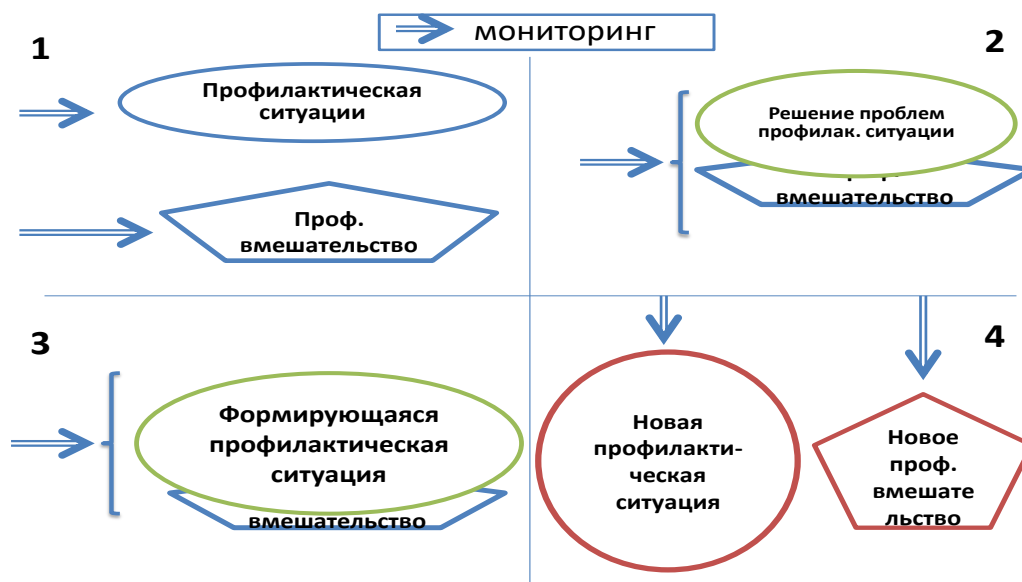 мониторинг
1
Профилактическая
ситуации
Проф.
вмешательство
2
Решение проблем
профилак. ситуации
вмешательство
3
Формирующаяся
профилактическая
ситуация
вмешательство
4
Новая
профилакти-
ческая
ситуация
Новое
проф.
вмешате
льство